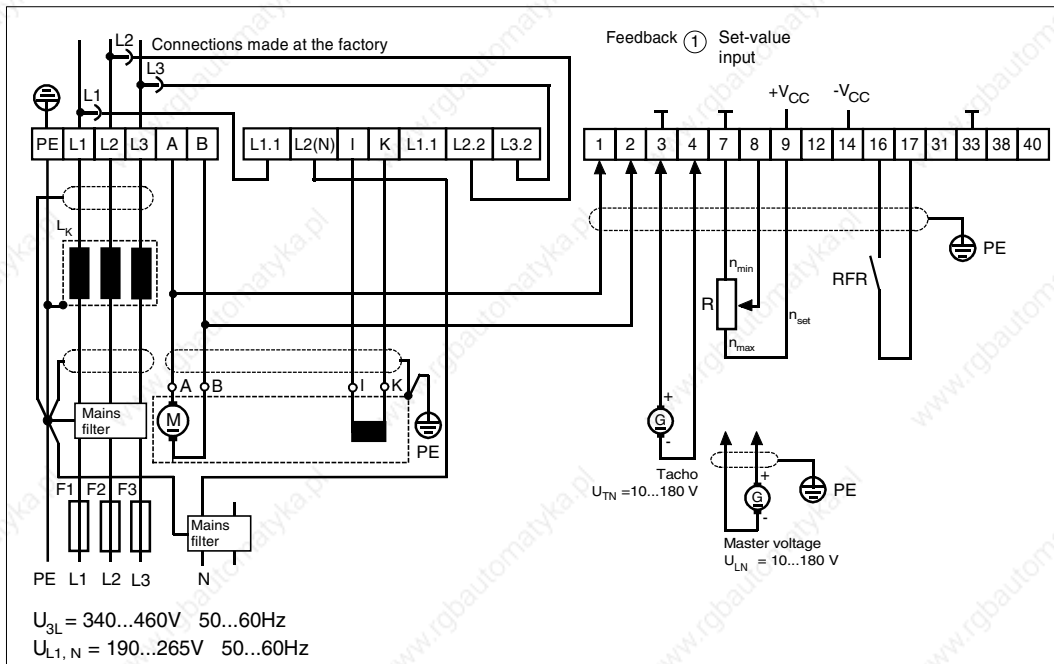 Connections made at the factory
Feedback ① Set-value
input
L2
L3
L1
+VCC
-VCC
PE L1 L2 L3 A B
L1.1 L2(N) I K L1.1 L2.2 L3.2
1 2 3 4 7 8 9 12 14 16 17 31 33 38 40
LK
PE
nmin
R
nset
nmax
RFR
A B I K
M
PE
Mains
filter
+
G
-
Tacho
UTN =10...180 V
F1 F2 F3
Mains
filter
+
G
-
PE
Master voltage
ULN = 10...180 V
PE L1 L2 L3 N
U3L = 340...460V 50...60Hz
UL1, N = 190...265V 50...60Hz
www.rgbautomatyka.pl